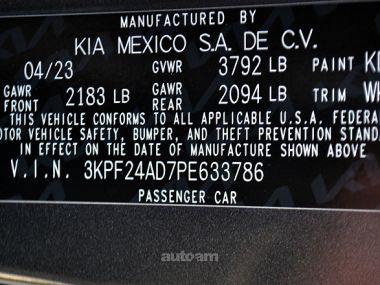 MANUFACTURED BY
KIA MEXICO S.A. DE C.V.
04/23 GVWR 3792 LB PAINT
GAWR FRONT 2183 LB GAWR REAR 2094 LB TRIM
THIS VEHICLE CONFORMS TO ALL APPLICABLE U.S.A. FEDERA
MOTOR VEHICLE SAFETY, BUMPER, AND THEFT PREVENTION STAND
IN EFFECT ON THE DATE OF MANUFACTURE SHOWN ABOVE
V.I.N. 3KPF24AD7PE633786
PASSENGER CAR
autoam